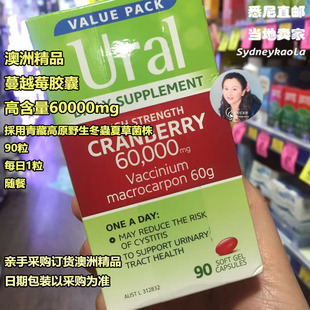 VALUE PACK
悉尼直邮
当地卖家
SydneykaoLa
Ural
澳洲精品
SUPPLEMENT
蔓越莓胶囊
HIGH STRENGTH
高含量60000mg
CRANBERRY
60,000mg
採用青藏高原野生冬蟲夏草菌株
90粒
Vaccinium
macrocarpon 60g
每日1粒
随餐
ONE A DAY:
MAY REDUCE THE RISK
OF CYSTITIS
TO SUPPORT URINARY
TRACT HEALTH
亲手采购订货澳洲精品
90 SOFT GEL
CAPSULES
日期包装以采购为准
AUST L 312832